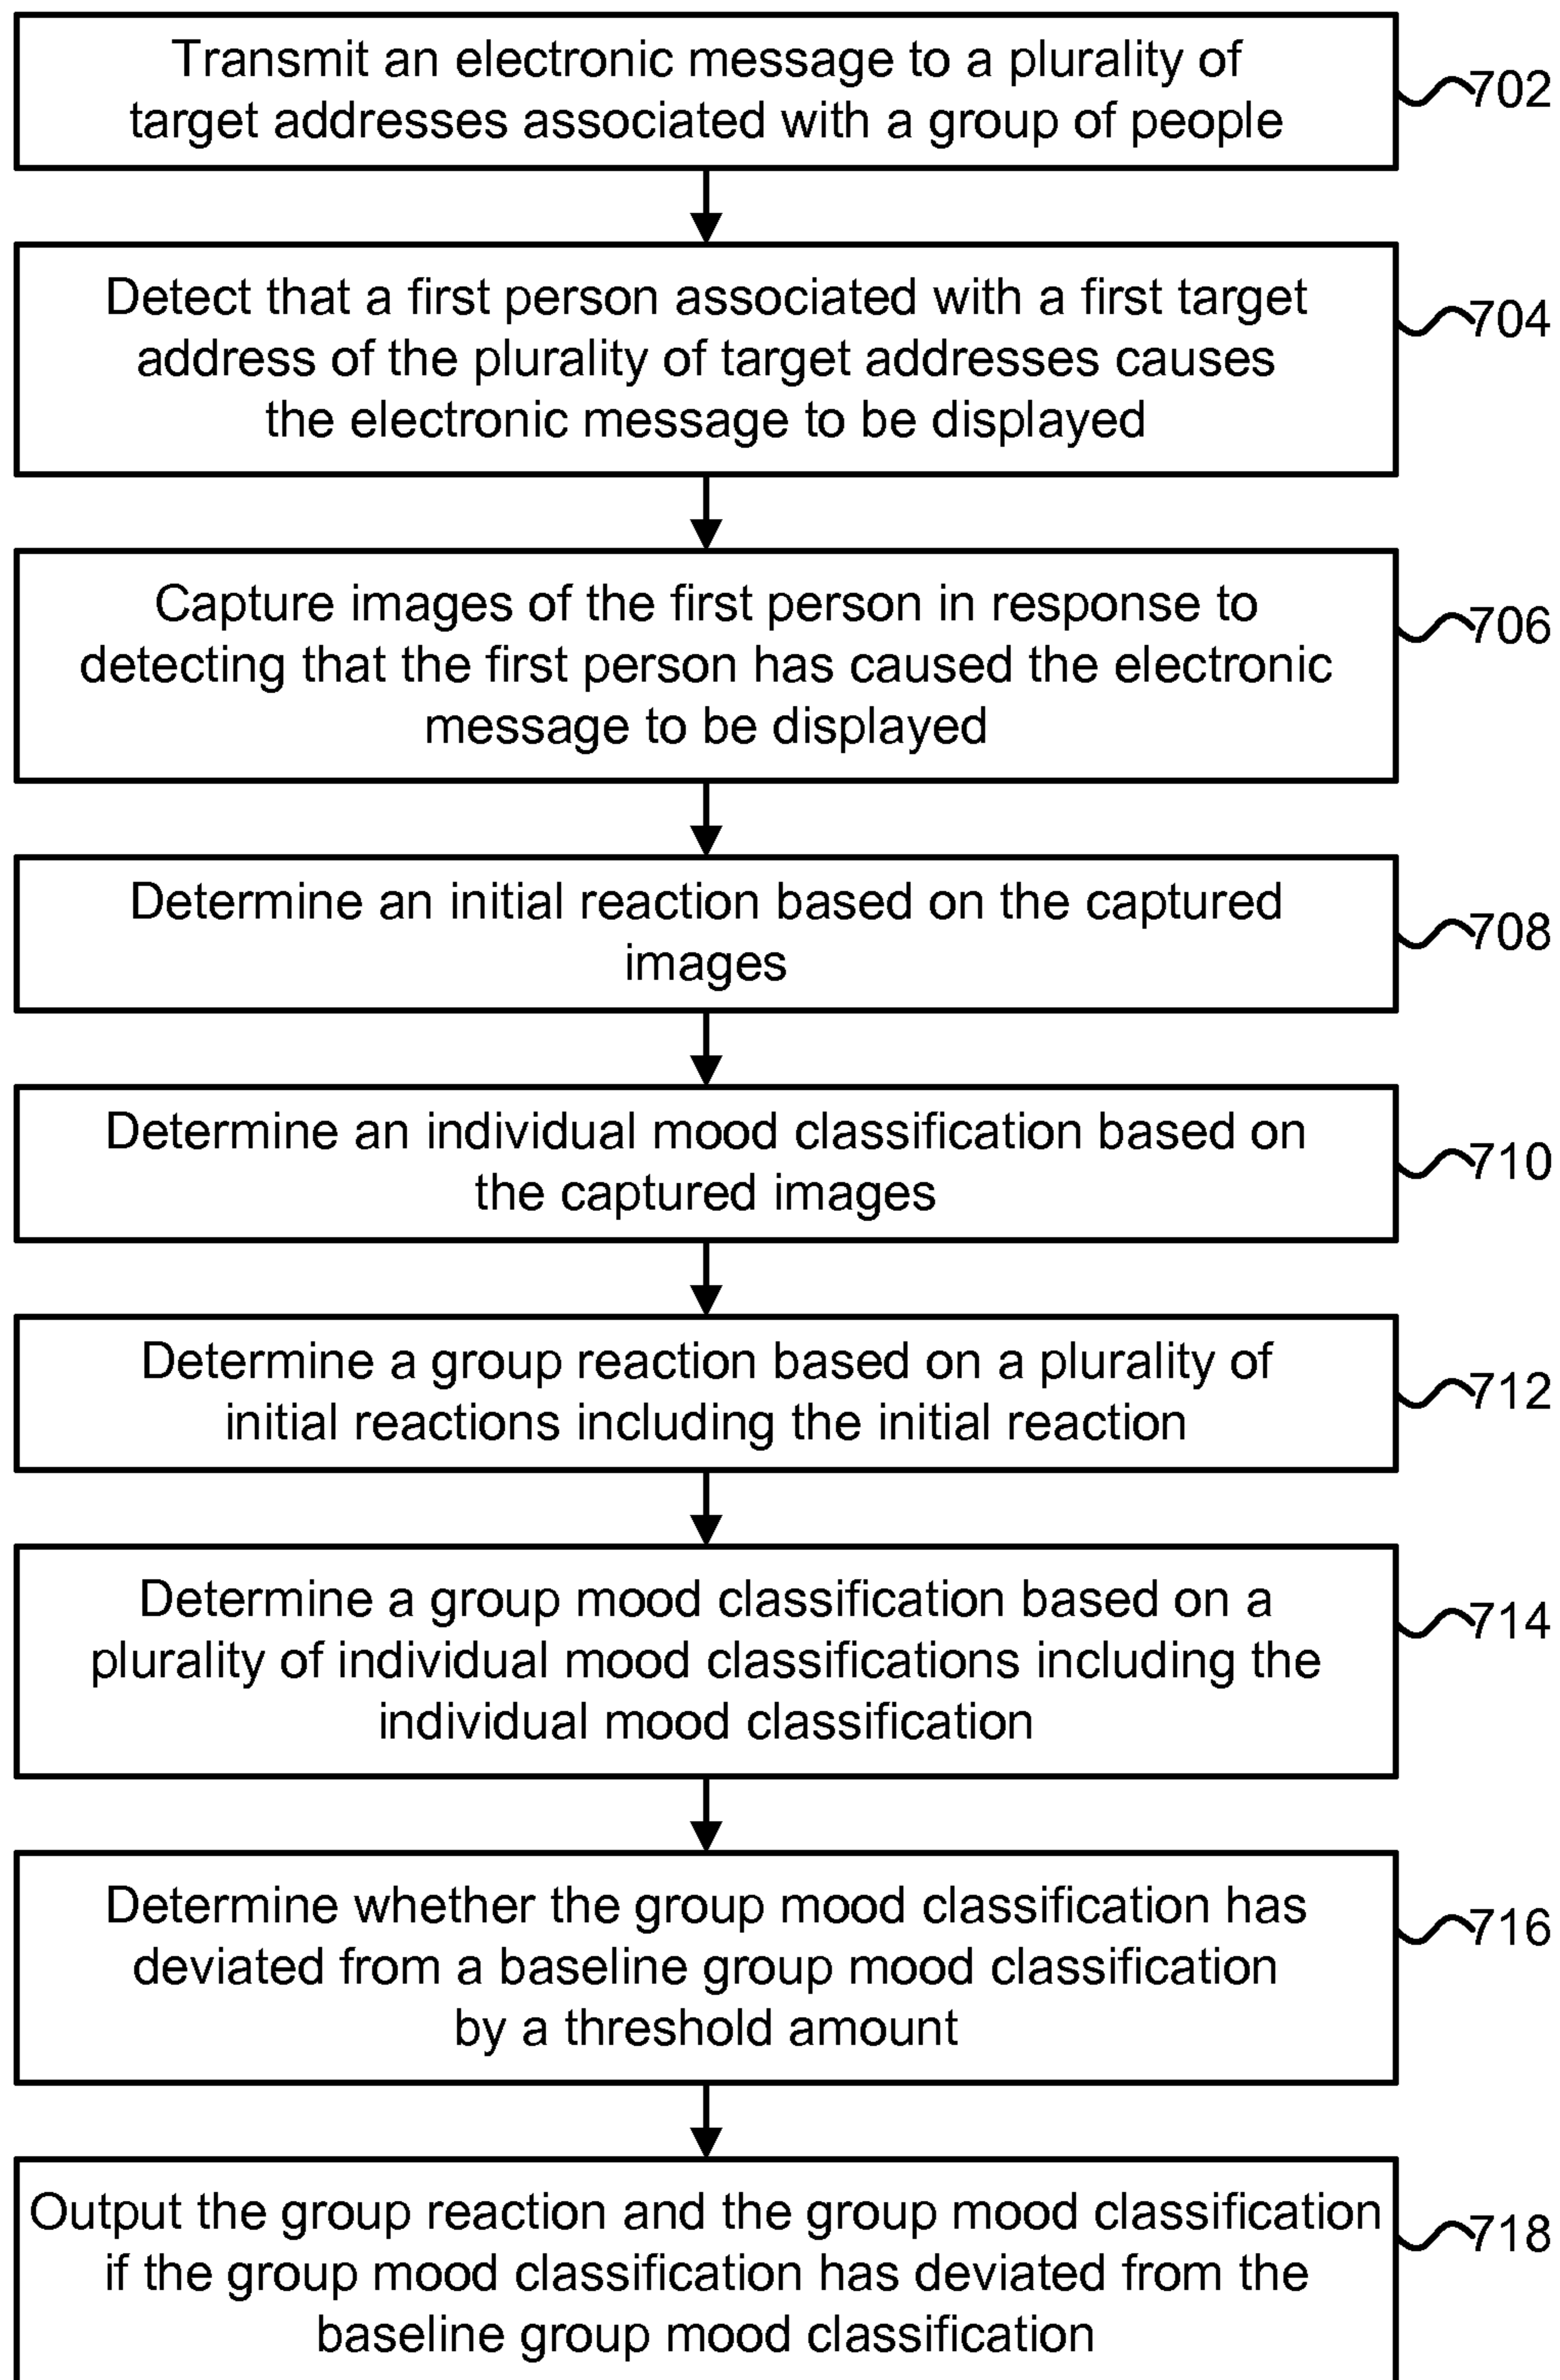 Transmit an electronic message to a plurality of
target addresses associated with a group of people
702
Detect that a first person associated with a first target
address of the plurality of target addresses causes
the electronic message to be displayed
704
Capture images of the first person in response to
detecting that the first person has caused the electronic
message to be displayed
706
Determine an initial reaction based on the captured
images
708
Determine an individual mood classification based on
the captured images
710
Determine a group reaction based on a plurality of
initial reactions including the initial reaction
712
Determine a group mood classification based on a
plurality of individual mood classifications including the
individual mood classification
714
Determine whether the group mood classification has
deviated from a baseline group mood classification
by a threshold amount
716
Output the group reaction and the group mood classification
if the group mood classification has deviated from the
baseline group mood classification
718